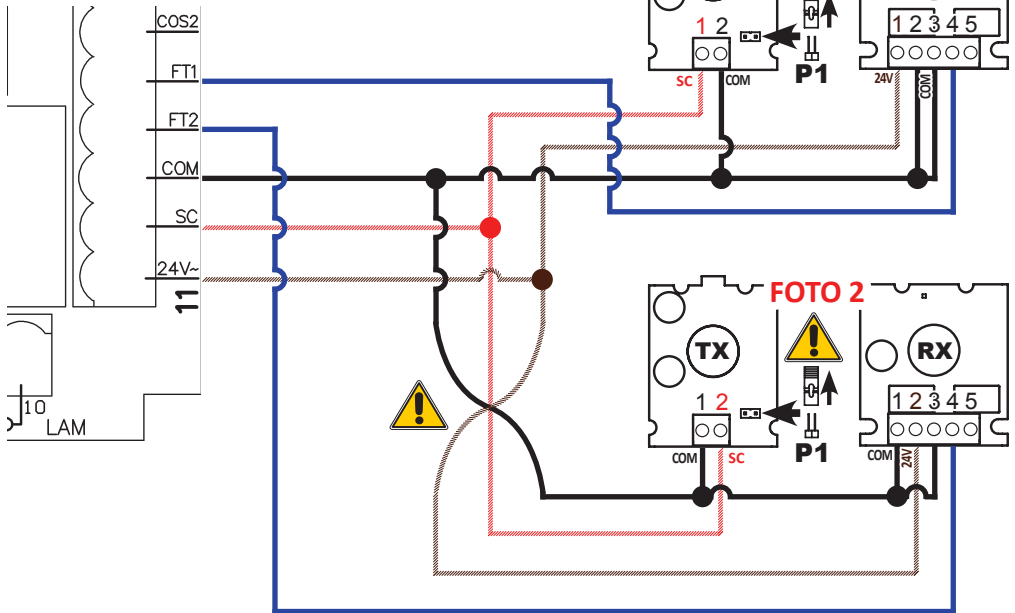 COS2
FT1
FT2
COM
SC
24V~
11
10
LAM
1 2
P1
SC COM
1 2 3 4 5
24V COM
FOTO 2
TX
1 2
P1
COM SC
RX
1 2 3 4 5
COM 24V